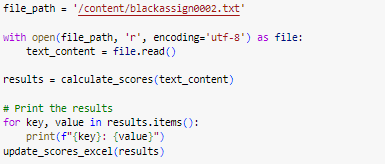 file_path = '/content/blackassign0002.txt'
with open(file_path, 'r', encoding='utf-8') as file:
    text_content = file.read()
results = calculate_scores(text_content)
# Print the results
for key, value in results.items():
    print(f"{key}: {value}")
update_scores_excel(results)